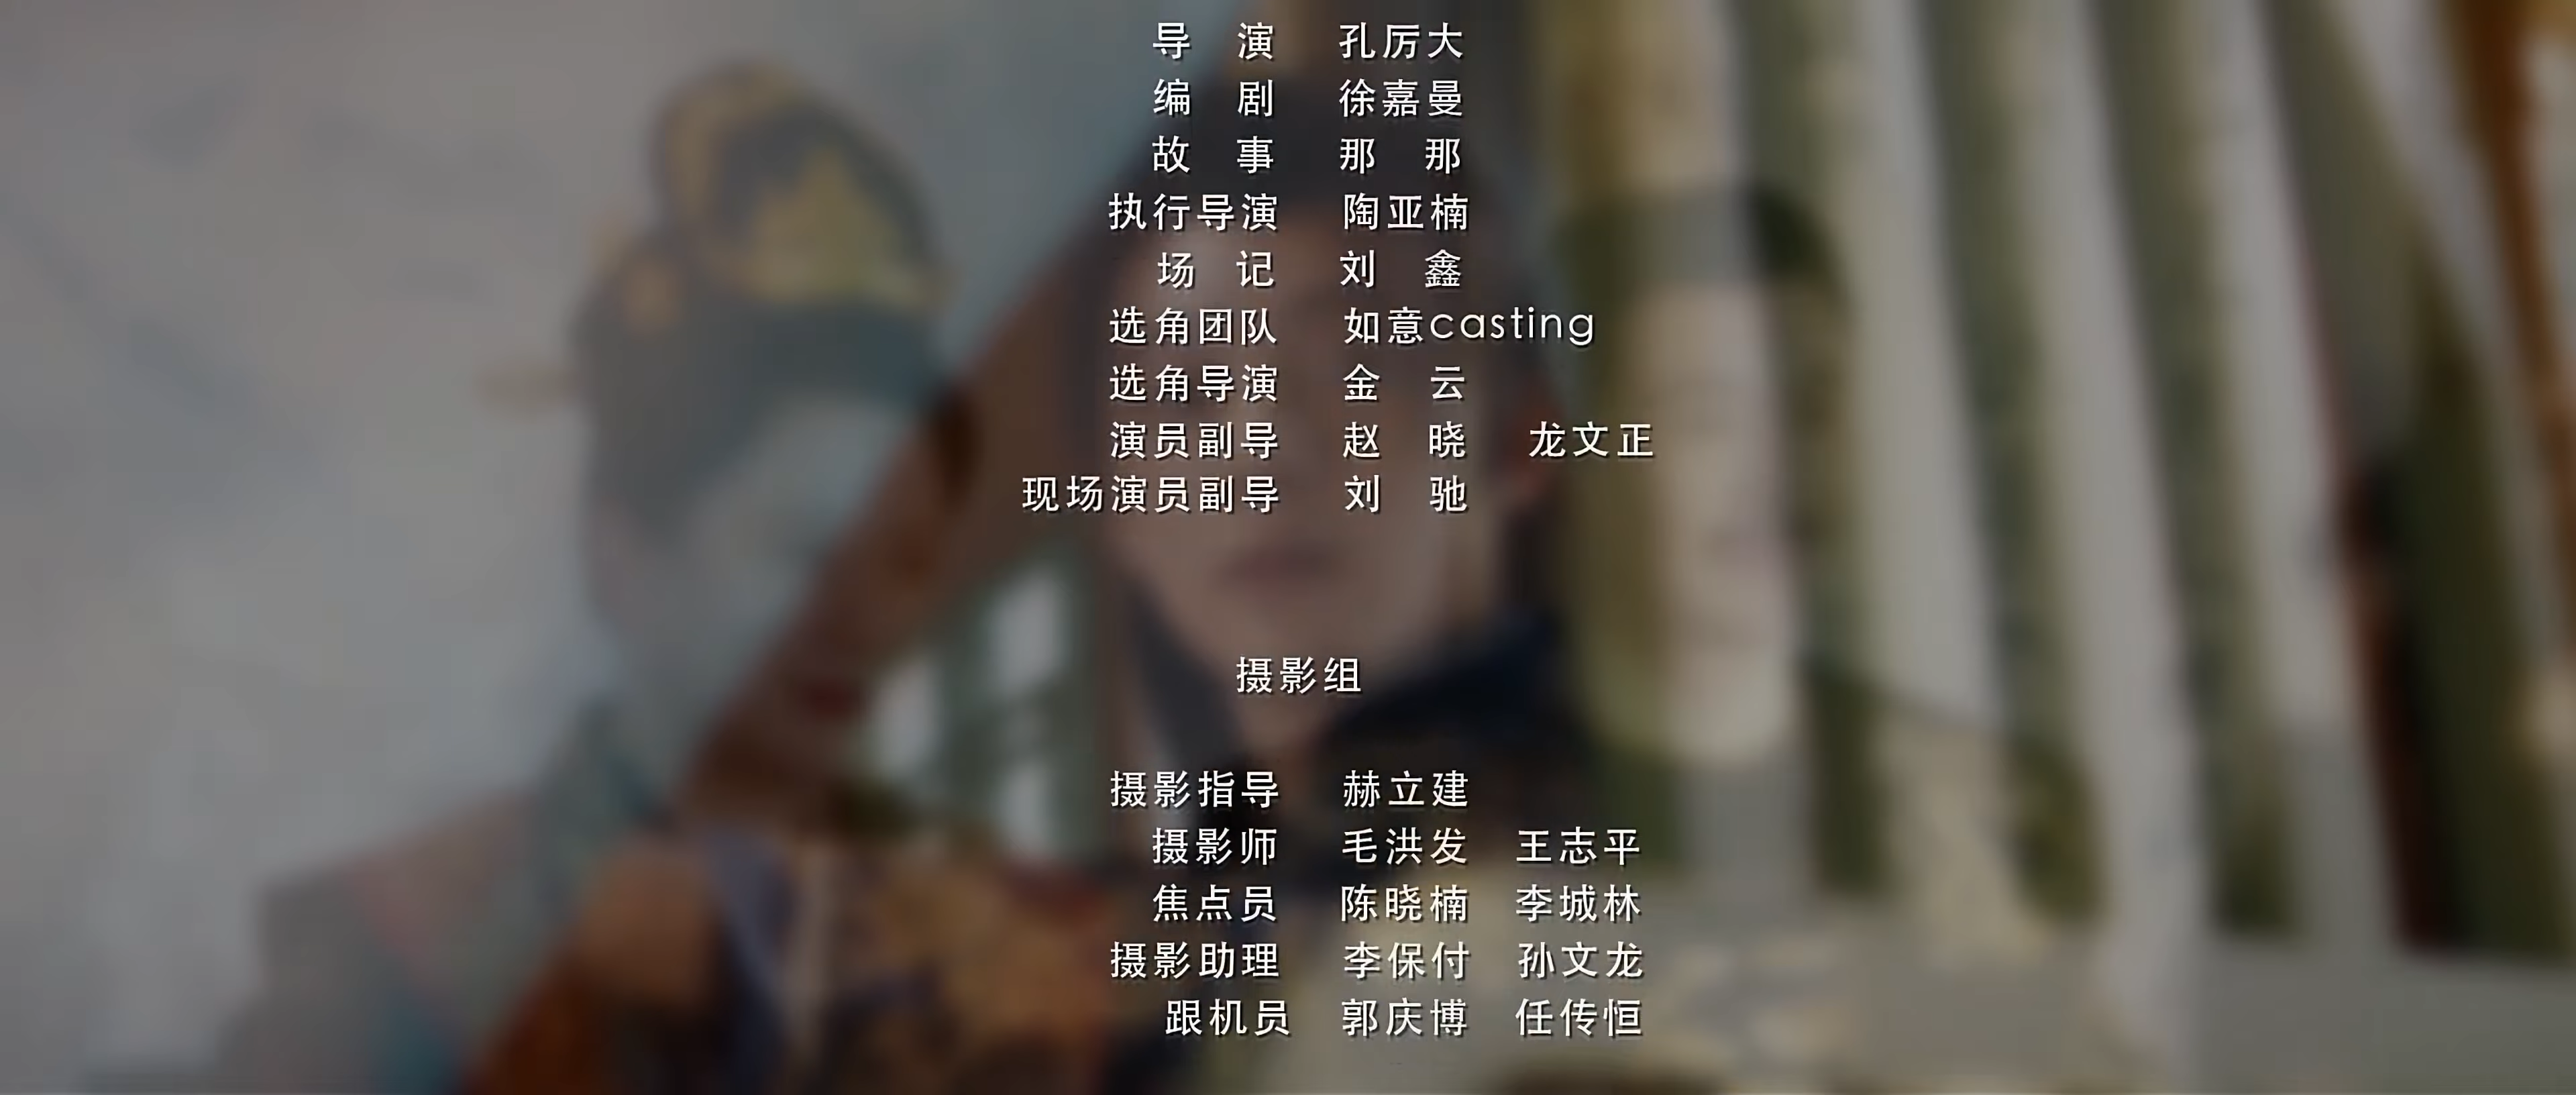 导 演 孔厉大
编 剧 徐嘉曼
故 事 那 那
执行导演 陶亚楠
场 记 刘 鑫
选角团队 如意casting
选角导演 金 云
演员副导 赵 晓 龙文正
现场演员副导 刘 驰
摄影组
摄影指导 赫立建
摄影师 毛洪发 王志平
焦点员 陈晓楠 李城林
摄影助理 李保付 孙文龙
跟机员 郭庆博 任传恒